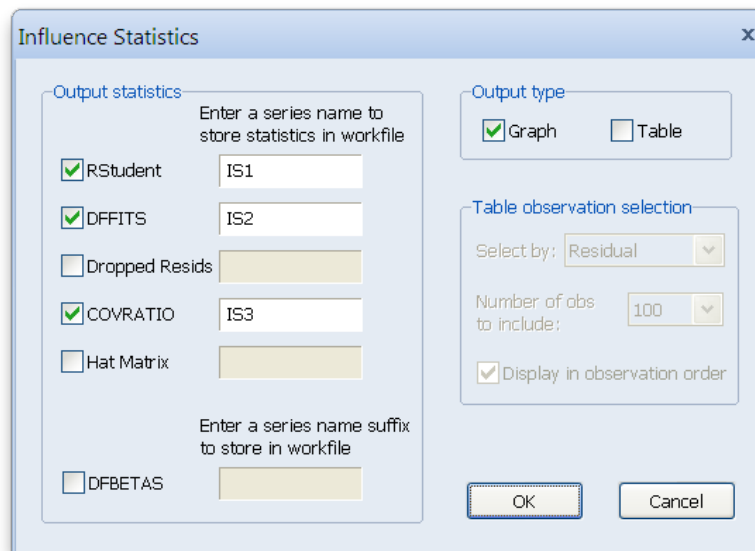 Influence Statistics
x
Output statistics
Enter a series name to
store statistics in workfile
RStudent
IS1
DFFITS
IS2
Dropped Resids
COVRATIO
IS3
Hat Matrix
Enter a series name suffix
to store in workfile
DFBETAS
Output type
Graph
Table
Table observation selection
Select by:
Residual
Number of obs
to include:
100
Display in observation order
OK
Cancel